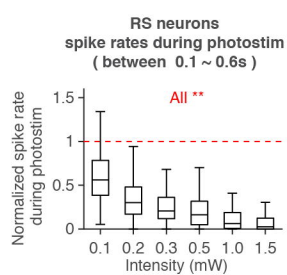 RS neurons
spike rates during photostim
( between 0.1 ~ 0.6s )
All **
Normalized spike rate
during photostim
1.5
1
0.5
0
0.1 0.2 0.3 0.5 1.0 1.5
Intensity (mW)